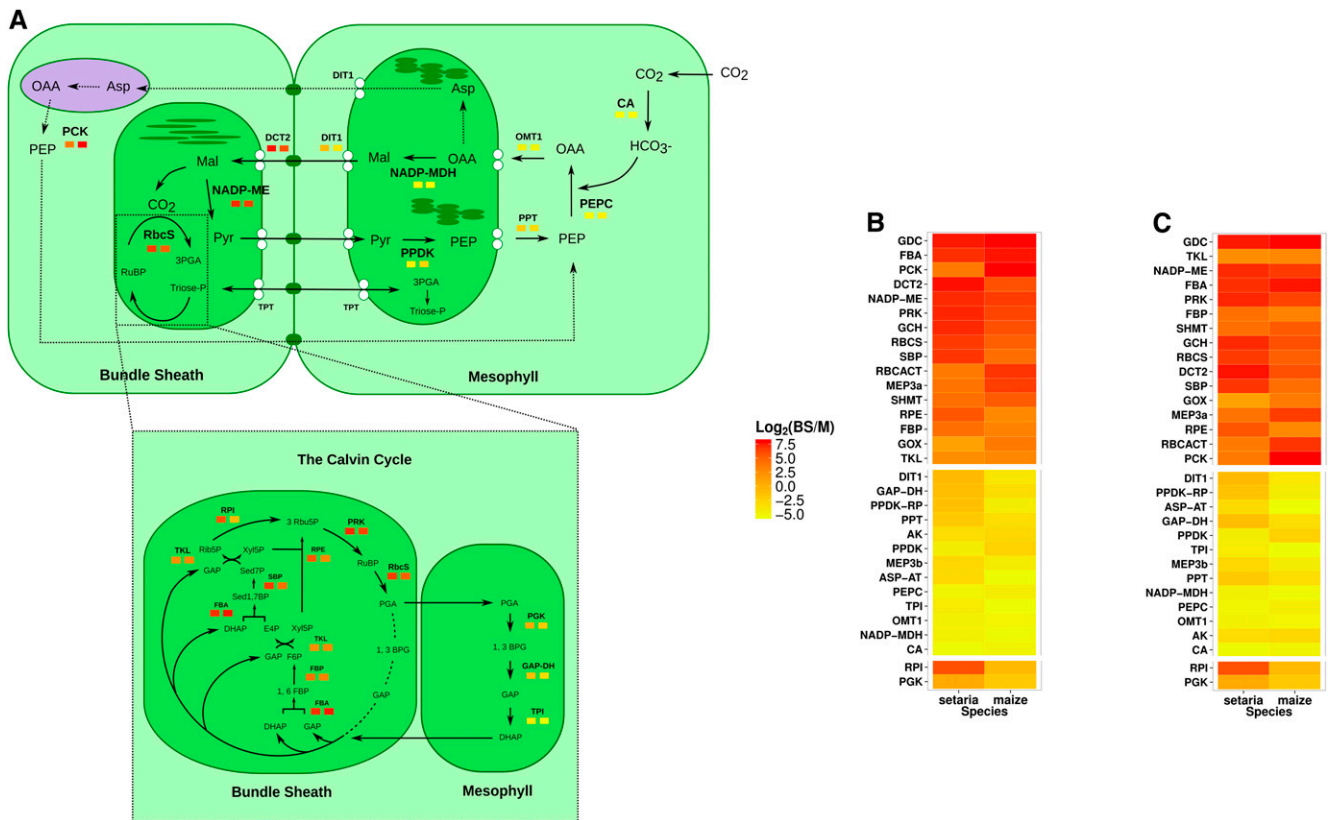 A
OAA
Asp
PCK
PEP
Mal
CO2
NADP-ME
RbcS
Pyr
3PGA
RuBP
Triose-P
DCT2
DIT1
TPT
TPT
DIT1
Asp
Mal
OAA
NADP-MDH
Pyr
PEP
PPDK
3PGA
Triose-P
OMT1
OAA
PPT
PEP
PEPC
CO2
CO2
CA
HCO3-
Bundle Sheath
Mesophyll
The Calvin Cycle
RPI
3 Rbu5P
PRK
TKL
Rib5P
Xyl5P
RPE
RuBP
GAP
Sed7P
SBP
RbcS
Sed1,7BP
FBA
PGA
DHAP
E4P
Xyl5P
TKL
GAP
F6P
1, 3 BPG
FBP
1, 6 FBP
GAP
FBA
DHAP
GAP
PGA
PGK
1, 3 BPG
GAP-DH
GAP
TPI
DHAP
Bundle Sheath
Mesophyll
Log2(BS/M)
7.5
5.0
2.5
0.0
−2.5
−5.0
B
GDC
FBA
PCK
DCT2
NADP−ME
PRK
GCH
RBCS
SBP
RBCACT
MEP3a
SHMT
RPE
FBP
GOX
TKL
DIT1
GAP−DH
PPDK−RP
PPT
AK
PPDK
MEP3b
ASP−AT
PEPC
TPI
OMT1
NADP−MDH
CA
RPI
PGK
setaria maize
Species
C
GDC
TKL
NADP−ME
FBA
PRK
FBP
SHMT
GCH
RBCS
DCT2
SBP
GOX
MEP3a
RPE
RBCACT
PCK
DIT1
PPDK−RP
ASP−AT
GAP−DH
PPDK
TPI
MEP3b
PPT
NADP−MDH
PEPC
OMT1
AK
CA
RPI
PGK
setaria maize
Species